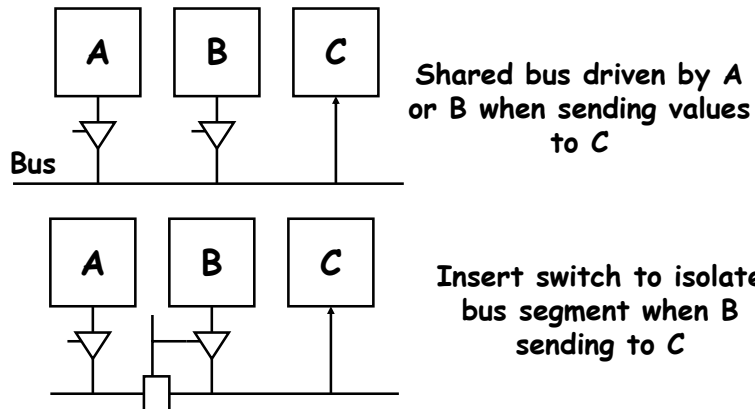 A B C
Shared bus driven by A
or B when sending values
to C
Bus
A B C
Insert switch to isolate
bus segment when B
sending to C